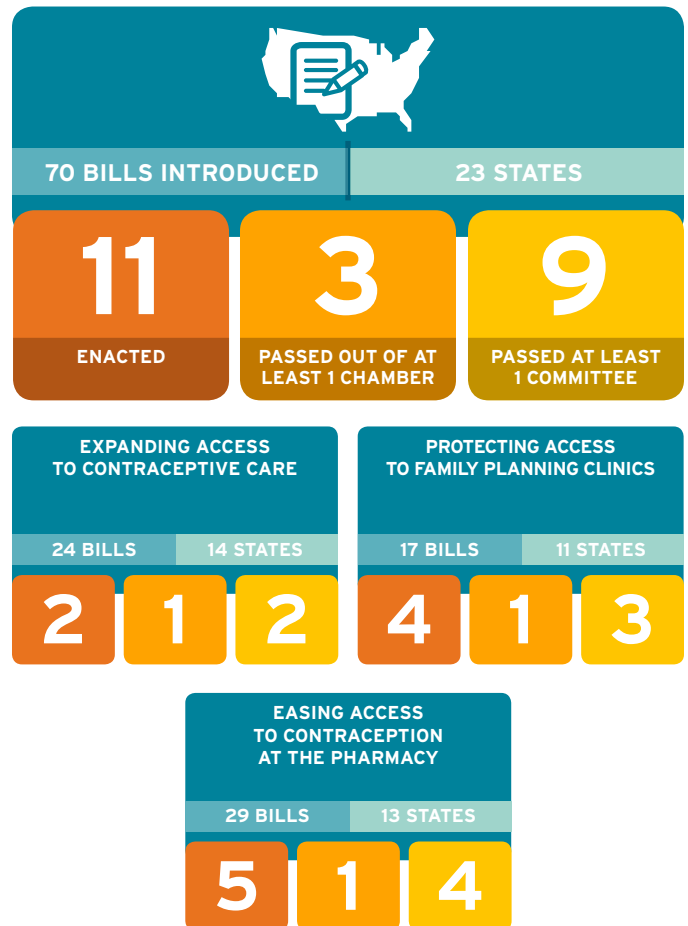 70 BILLS INTRODUCED
23 STATES
11
ENACTED
3
PASSED OUT OF AT
LEAST 1 CHAMBER
9
PASSED AT LEAST
1 COMMITTEE
EXPANDING ACCESS
TO CONTRACEPTIVE CARE
24 BILLS
14 STATES
2
1
2
PROTECTING ACCESS
TO FAMILY PLANNING CLINICS
17 BILLS
11 STATES
4
1
3
EASING ACCESS
TO CONTRACEPTION
AT THE PHARMACY
29 BILLS
13 STATES
5
1
4